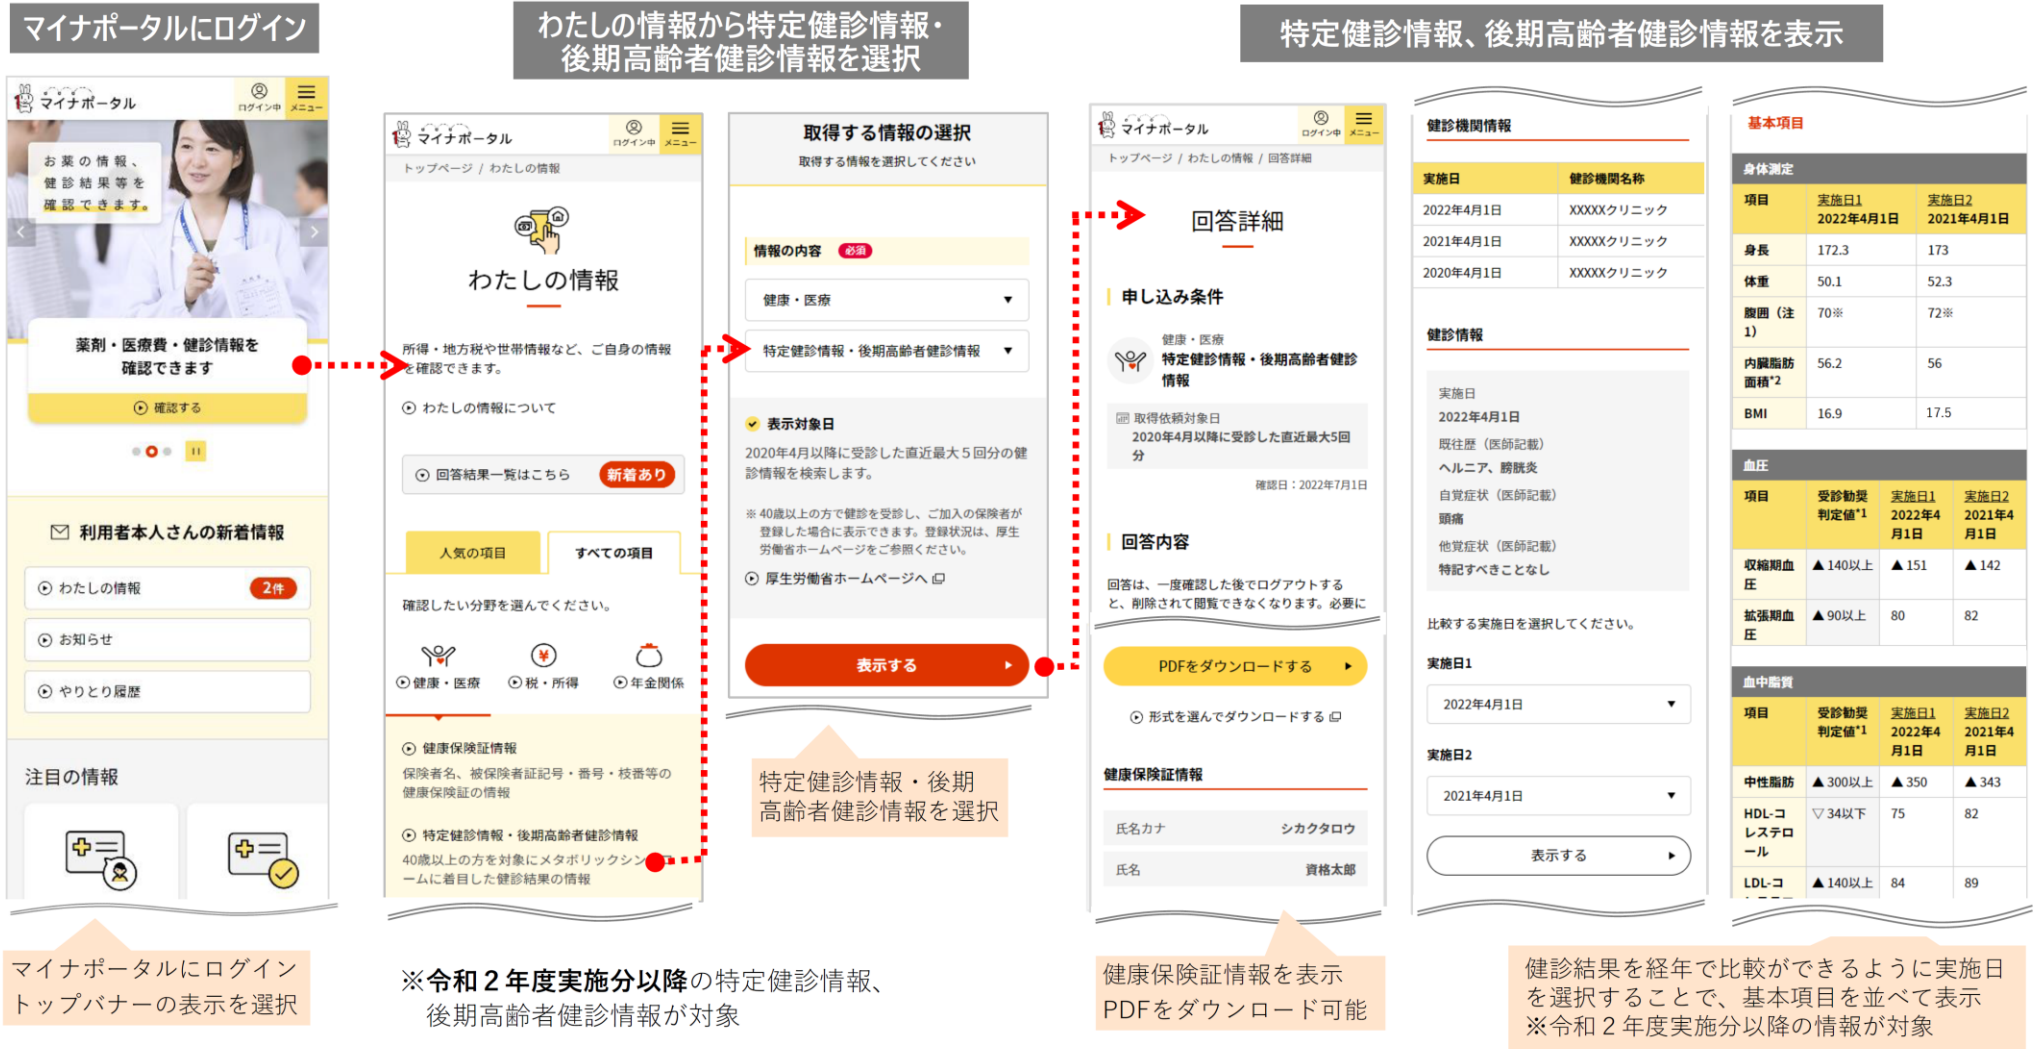 マイナポータルにログイン
マイナポータル
ログイン中
メニュー
お薬の情報、
健診結果等を
確認できます。
薬剤・医療費・健診情報を
確認できます
確認する
利用者本人さんの新着情報
わたしの情報
2件
お知らせ
やりとり履歴
注目の情報
マイナポータルにログイン
トップバナーの表示を選択
わたしの情報から特定健診情報・
後期高齢者健診情報を選択
マイナポータル
ログイン中
メニュー
トップページ / わたしの情報
わたしの情報
所得・地方税や世帯情報など、ご自身の情報
を確認できます。
わたしの情報について
回答結果一覧はこちら
新着あり
人気の項目
すべての項目
確認したい分野を選んでください。
健康・医療
税・所得
年金関係
健康保険証情報
保険者名、被保険者証記号・番号・枝番等の
健康保険証の情報
特定健診情報・後期高齢者健診情報
40歳以上の方を対象にメタボリックシン
ームに着目した健診結果の情報
※令和２年度実施分以降の特定健診情報、
後期高齢者健診情報が対象
取得する情報の選択
取得する情報を選択してください
情報の内容 必須
健康・医療 ▼
特定健診情報・後期高齢者健診情報 ▼
表示対象日
2020年4月以降に受診した直近最大５回分の健
診情報を検索します。
※ 40歳以上の方で健診を受診し、ご加入の保険者が
登録した場合に表示できます。登録状況は、厚生
労働省ホームページをご参照ください。
厚生労働省ホームページへ
表示する
特定健診情報・後期
高齢者健診情報を選択
特定健診情報、後期高齢者健診情報を表示
マイナポータル
ログイン中
メニュー
トップページ / わたしの情報 / 回答詳細
回答詳細
申し込み条件
健康・医療
特定健診情報・後期高齢者健診
情報
取得依頼対象日
2020年4月以降に受診した直近最大5回
分
確認日：2022年7月1日
回答内容
回答は、一度確認した後でログアウトする
と、削除されて閲覧できなくなります。必要に
PDFをダウンロードする
形式を選んでダウンロードする
健康保険証情報
氏名カナ シカクタロウ
氏名 資格太郎
健康保険証情報を表示
PDFをダウンロード可能
健診機関情報
実施日 健診機関名称
2022年4月1日 XXXXXクリニック
2021年4月1日 XXXXXクリニック
2020年4月1日 XXXXXクリニック
健診情報
実施日
2022年4月1日
既往歴（医師記載）
ヘルニア、膀胱炎
自覚症状（医師記載）
頭痛
他覚症状（医師記載）
特記すべきことなし
比較する実施日を選択してください。
実施日1
2022年4月1日 ▼
実施日2
2021年4月1日 ▼
表示する
基本項目
身体測定
項目 実施日1 実施日2
2022年4月1日 2021年4月1日
身長 172.3 173
体重 50.1 52.3
腹囲（注 70※ 72※
1）
内臓脂肪 56.2 56
面積*2
BMI 16.9 17.5
血圧
項目 受診勧奨 実施日1 実施日2
判定値*1 2022年4 2021年4
月1日 月1日
収縮期血 ▲140以上 ▲151 ▲142
圧
拡張期血 ▲90以上 80 82
圧
血中脂質
項目 受診勧奨 実施日1 実施日2
判定値*1 2022年4 2021年4
月1日 月1日
中性脂肪 ▲300以上 ▲350 ▲343
HDL-コ ▽34以下 75 82
レステロ
ール
LDL-コ ▲140以上 84 89
健診結果を経年で比較ができるように実施日
を選択することで、基本項目を並べて表示
※令和２年度実施分以降の情報が対象